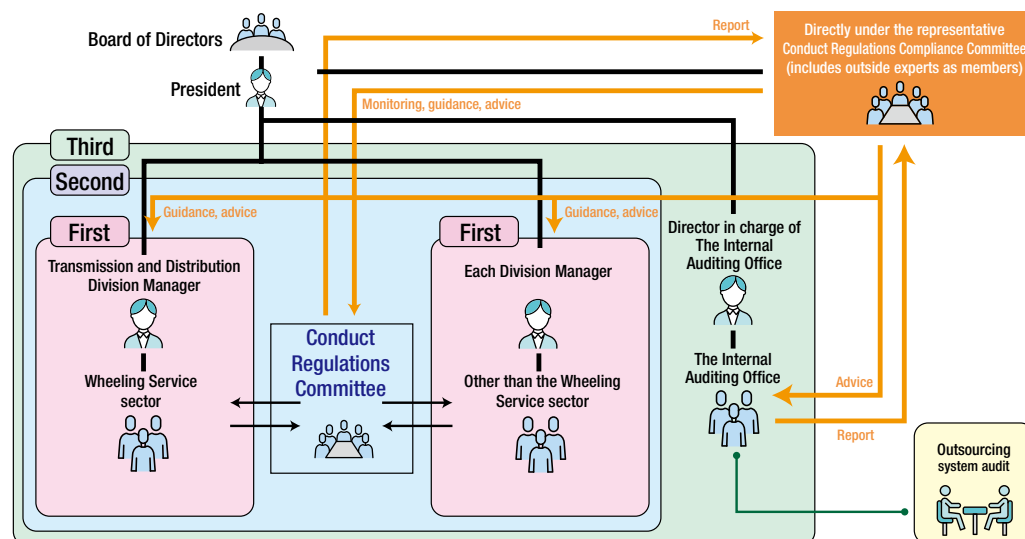 Board of Directors
President
Report
Monitoring, guidance, advice
Directly under the representative
Conduct Regulations Compliance Committee
(includes outside experts as members)
Third
Second
First
Guidance, advice
Transmission and Distribution
Division Manager
Wheeling Service
sector
Conduct
Regulations
Committee
First
Guidance, advice
Each Division Manager
Other than the Wheeling
Service sector
Director in charge of
The Internal
Auditing Office
The Internal
Auditing Office
Advice
Report
Outsourcing
system audit